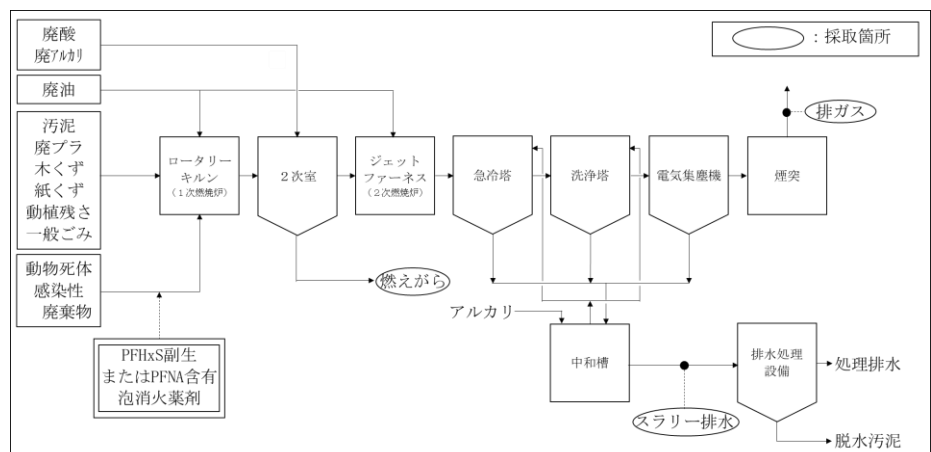 廃酸
廃アルカリ
廃油
汚泥
廃プラ
木くず
紙くず
動植残さ
一般ごみ
動物死体
感染性
廃棄物
PFHxS副生
またはPFNA含有
泡消火薬剤
ロータリー
キルン
(1次燃焼炉)
2次室
ジェット
ファーネス
(2次燃焼炉)
急冷塔
洗浄塔
電気集塵機
煙突
:採取箇所
排ガス
燃えがら
アルカリ
中和槽
スラリー排水
排水処理
設備
処理排水
脱水汚泥